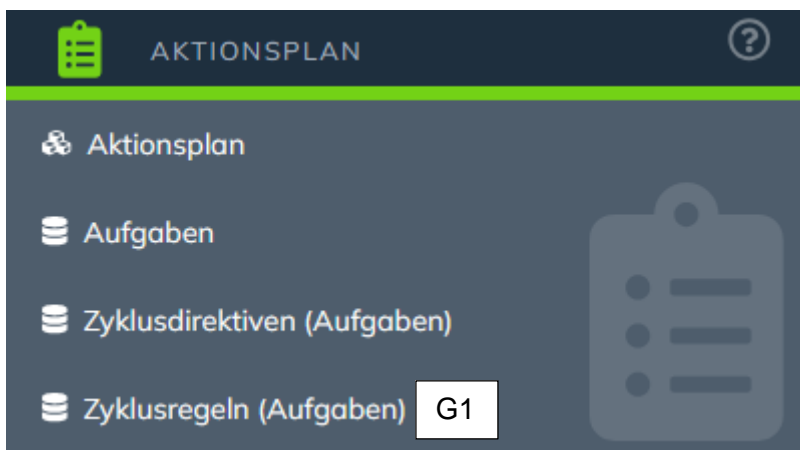 AKTIONSPLAN ?
Aktionsplan
Aufgaben
Zyklusdirektiven (Aufgaben)
Zyklusregeln (Aufgaben) G1